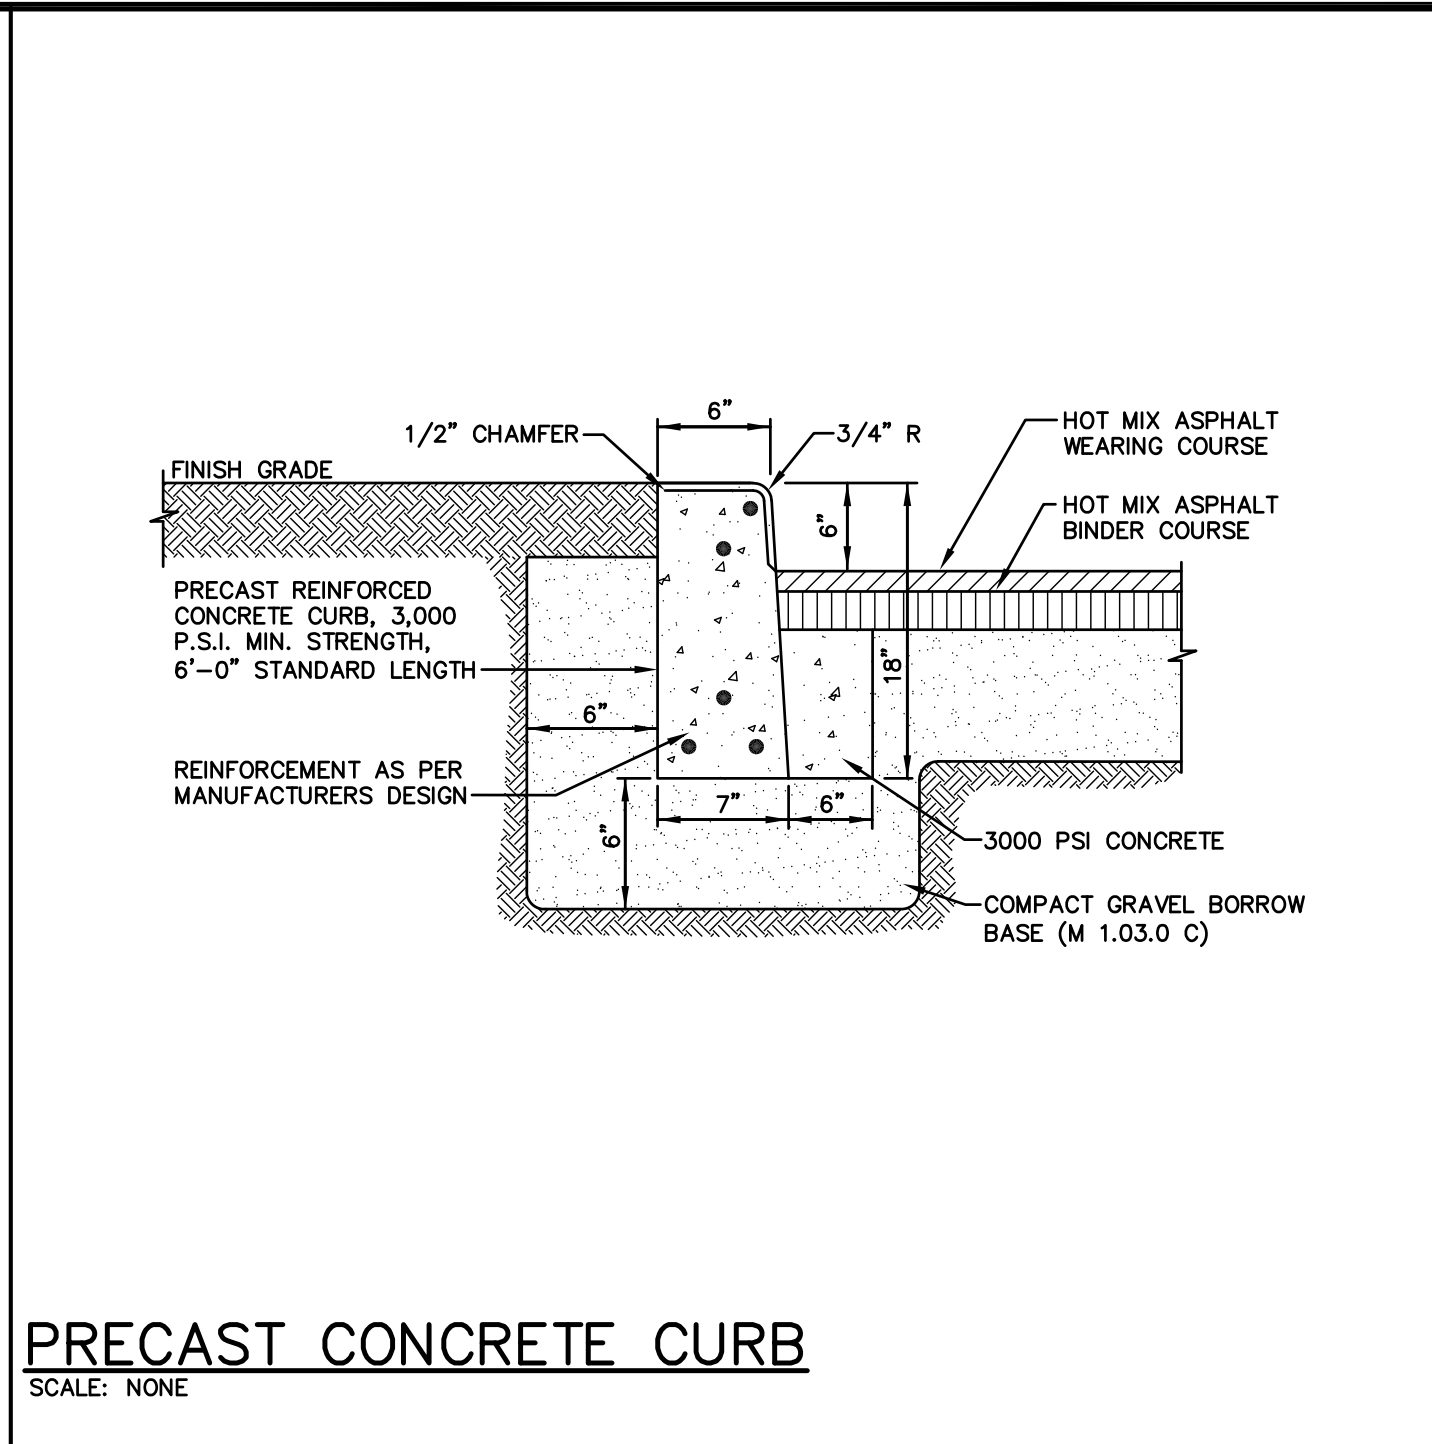 6"
1/2" CHAMFER
3/4" R
HOT MIX ASPHALT
WEARING COURSE
FINISH GRADE
HOT MIX ASPHALT
BINDER COURSE
6"
PRECAST REINFORCED
CONCRETE CURB, 3,000
P.S.I. MIN. STRENGTH,
6'-0" STANDARD LENGTH
18"
6"
REINFORCEMENT AS PER
MANUFACTURERS DESIGN
7"
6"
6"
3000 PSI CONCRETE
COMPACT GRAVEL BORROW
BASE (M 1.03.0 C)
PRECAST CONCRETE CURB
SCALE: NONE